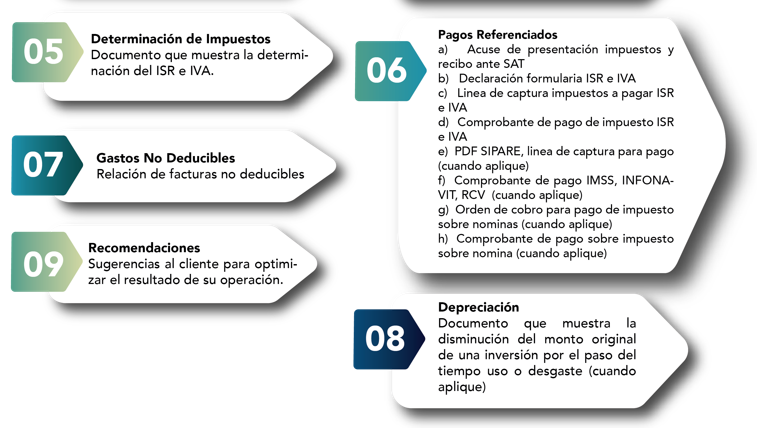 05
Determinación de Impuestos
Documento que muestra la determi-
nación del ISR e IVA.
06
Pagos Referenciados
a) Acuse de presentación impuestos y
recibo ante SAT
b) Declaración formularia ISR e IVA
c) Linea de captura impuestos a pagar ISR
e IVA
d) Comprobante de pago de impuesto ISR
e IVA
e) PDF SIPARE, linea de captura para pago
(cuando aplique)
f) Comprobante de pago IMSS, INFONA-
VIT, RCV (cuando aplique)
g) Orden de cobro para pago de impuesto
sobre nominas (cuando aplique)
h) Comprobante de pago sobre impuesto
sobre nomina (cuando aplique)
07
Gastos No Deducibles
Relación de facturas no deducibles
08
Depreciación
Documento que muestra la
disminución del monto original
de una inversión por el paso del
tiempo uso o desgaste (cuando
aplique)
09
Recomendaciones
Sugerencias al cliente para optimi-
zar el resultado de su operación.